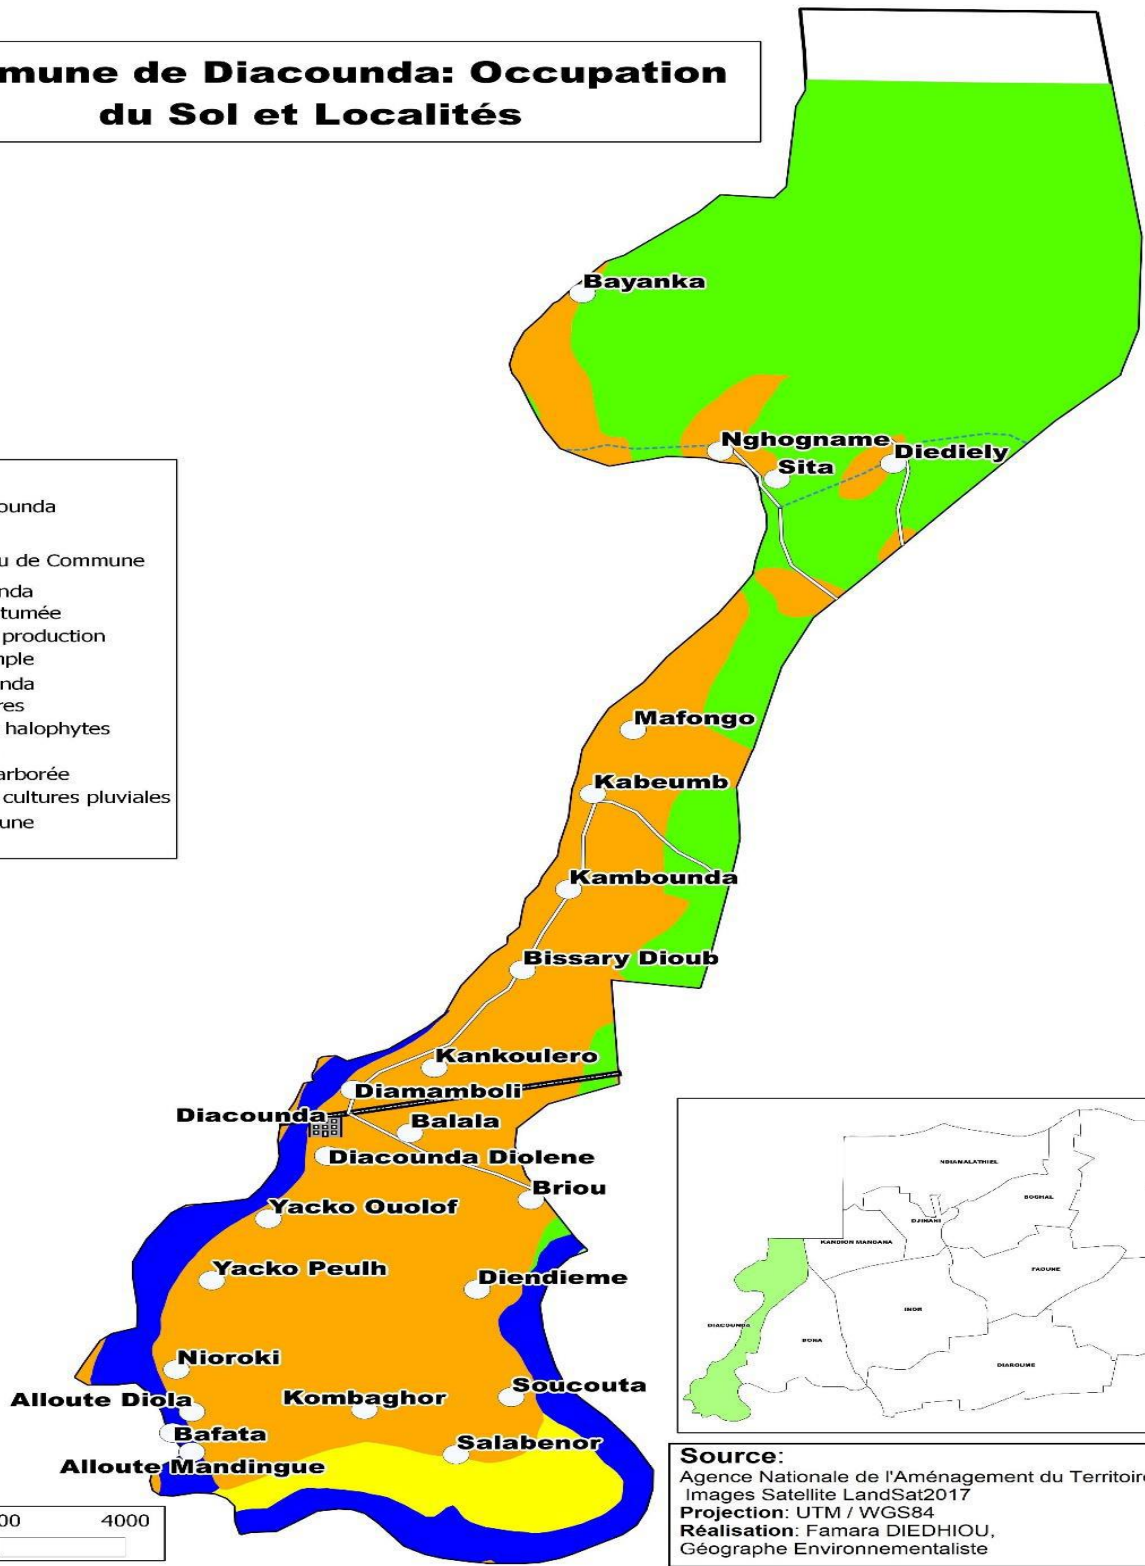 mune de Diacounda: Occupation
du Sol et Localités
Bayanka
Nghogname
Sita
Diediely
ounda
u de Commune
nda
tumée
production
nple
nda
res
halophytes
arborée
cultures pluviales
une
Mafongo
Kabeumb
Kambounda
Bissary Dioub
Kankoulero
Diamamboli
Diacounda
Balala
Diacounda Diolene
Briou
Yacko Ouolof
Yacko Peulh
Diendieme
Nioroki
Alloute Diola
Kombaghor
Soucouta
Bafata
Salabenor
Alloute Mandingue
00 4000
NDIAMALATHIEL
BOGHAL
DJINANI
KANDION MANGANA
FAOUNE
INOR
DIACOUNDA
BONA
DIAROUME
Source:
Agence Nationale de l'Aménagement du Territoire
Images Satellite LandSat2017
Projection: UTM / WGS84
Réalisation: Famara DIEDHIOU,
Géographe Environnementaliste